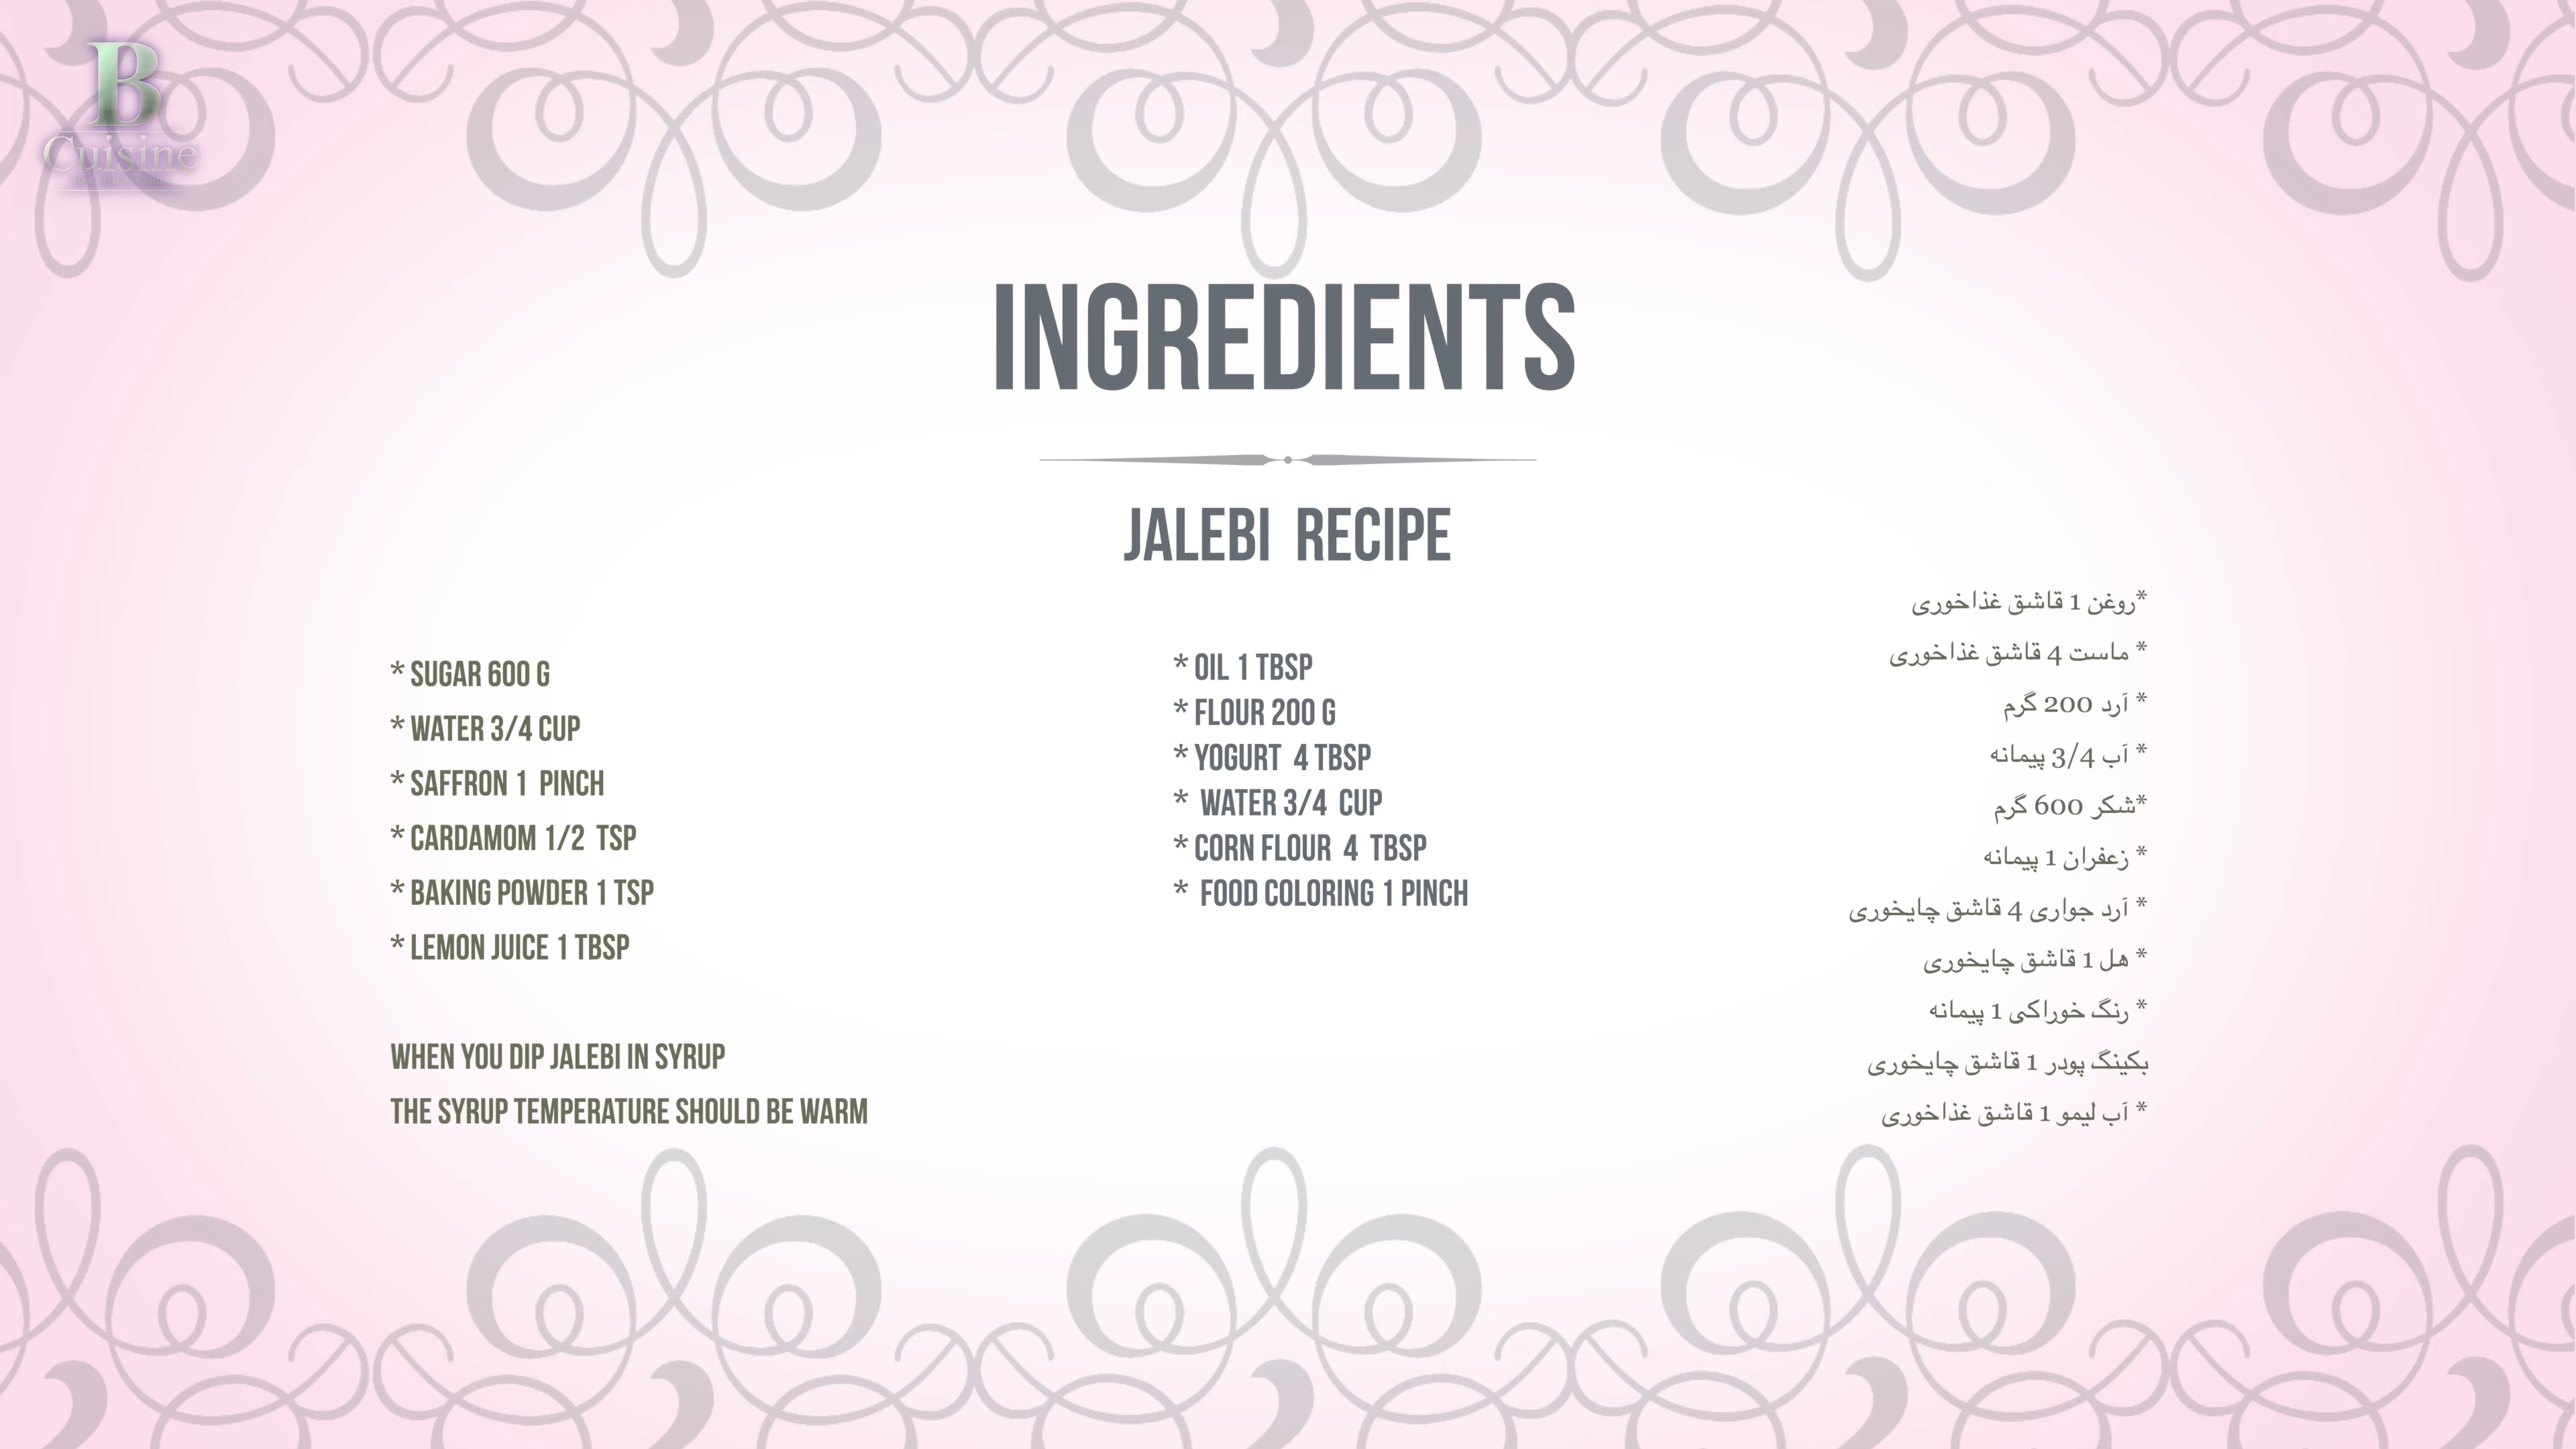 B
Cuisine
INGREDIENTS
JALEBI RECIPE
* SUGAR 600 G
* WATER 3/4 CUP
* SAFFRON 1 PINCH
* CARDAMOM 1/2 TSP
* BAKING POWDER 1 TSP
* LEMON JUICE 1 TBSP
WHEN YOU DIP JALEBI IN SYRUP
THE SYRUP TEMPERATURE SHOULD BE WARM
* OIL 1 TBSP
* FLOUR 200 G
* YOGURT 4 TBSP
* WATER 3/4 CUP
* CORN FLOUR 4 TBSP
* FOOD COLORING 1 PINCH
*روغن 1 قاشق غذاخوری
* ماست 4 قاشق غذاخوری
* آرد 200 گرم
* آب 3/4 پیمانه
*شکر 600 گرم
* زعفران 1 پیمانه
* آرد جواری 4 قاشق چایخوری
* هل 1 قاشق چایخوری
* رنگ خوراکی 1 پیمانه
بکینگ پودر 1 قاشق چایخوری
* آب لیمو 1 قاشق غذاخوری